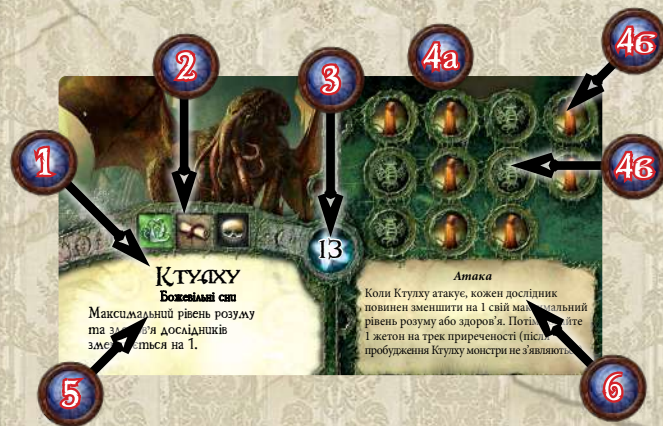 2
3
4а
4б
1
4в
13
Ктулху
Божевільні сни
Максимальний рівень розуму
та здоров'я дослідників
зменшується на 1.
Атака
Коли Ктулху атакує, кожен дослідник
повинен зменшити на 1 свій максимальний
рівень розуму або здоров'я. Потім
1 жетон на трек приреченості (після
пробудження Ктулху монстри не з'являються
5
6